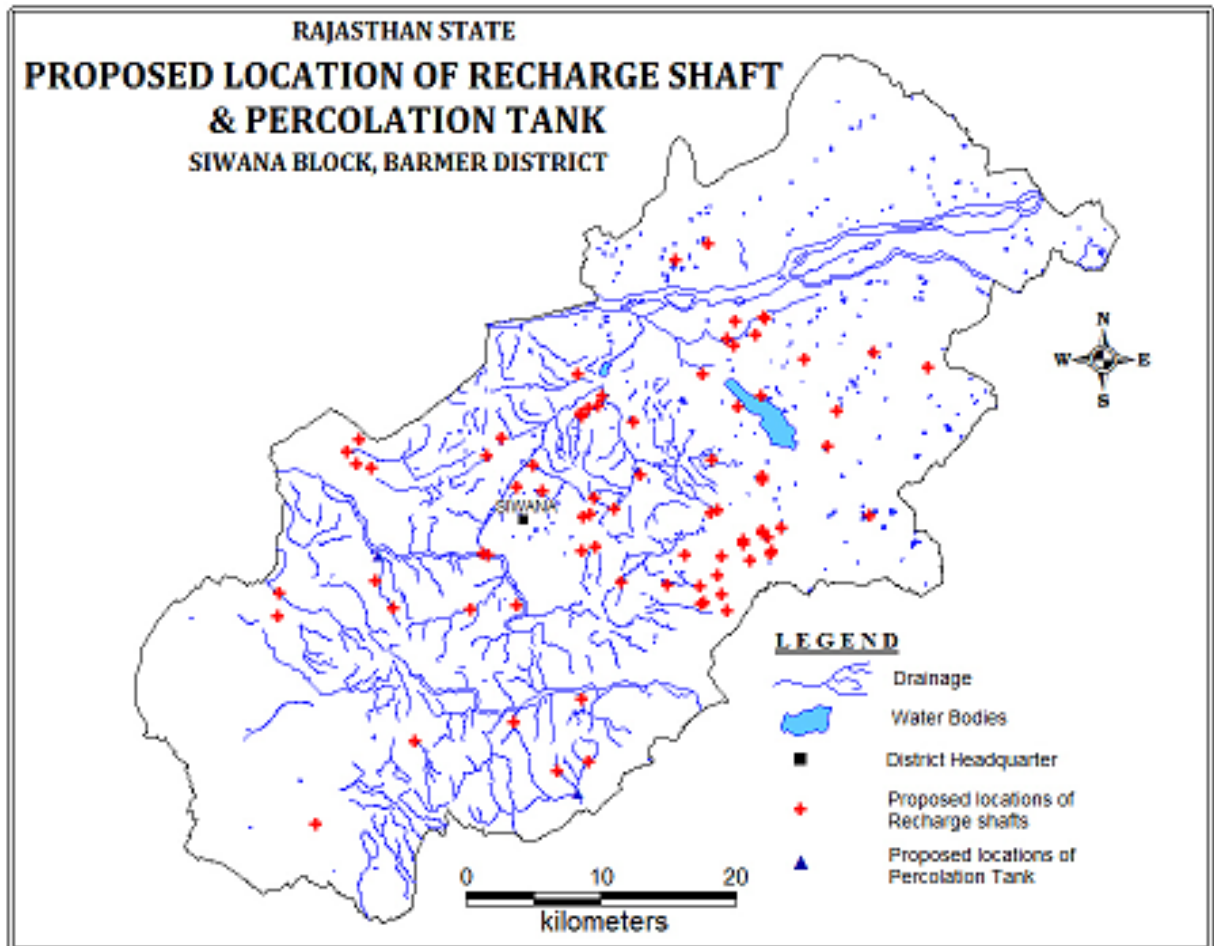 RAJASTHAN STATE
PROPOSED LOCATION OF RECHARGE SHAFT
& PERCOLATION TANK
SIWANA BLOCK, BARMER DISTRICT
N
W E
S
SIWANA
LEGEND
Drainage
Water Bodies
District Headquarter
Proposed locations of
Recharge shafts
Proposed locations of
Percolation Tank
0 10 20
kilometers